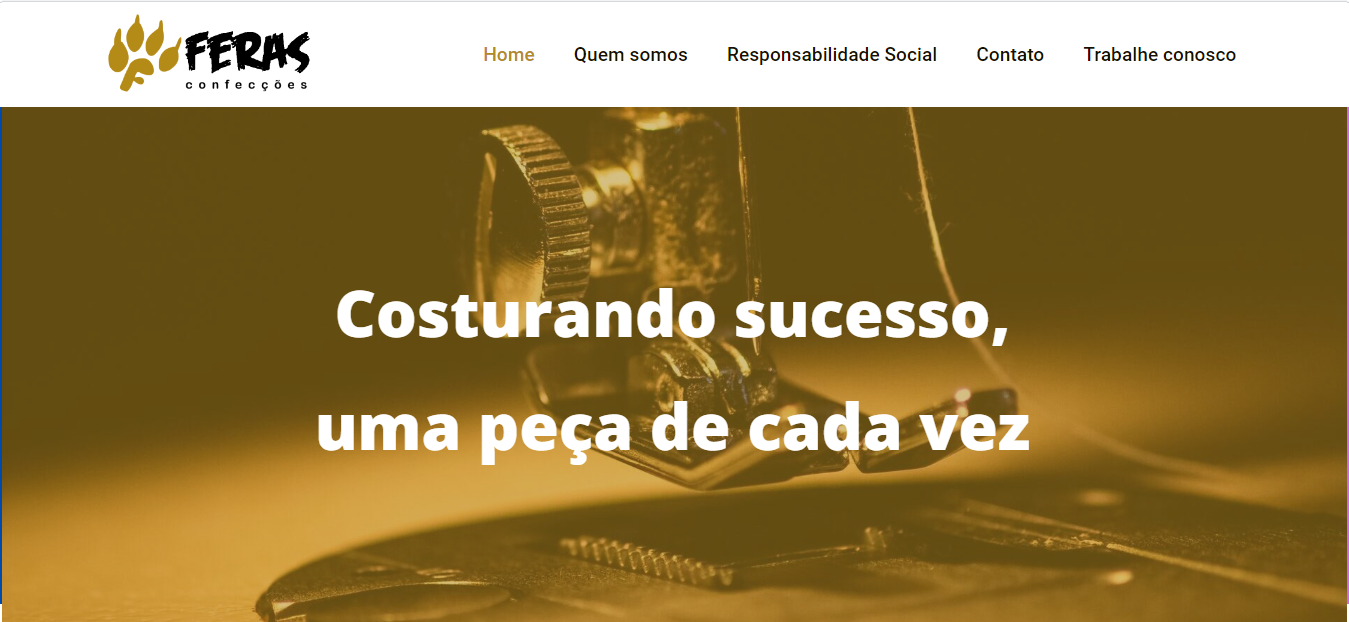 FERAS
confecções
Home Quem somos Responsabilidade Social Contato Trabalhe conosco
Costurando sucesso,
uma peça de cada vez